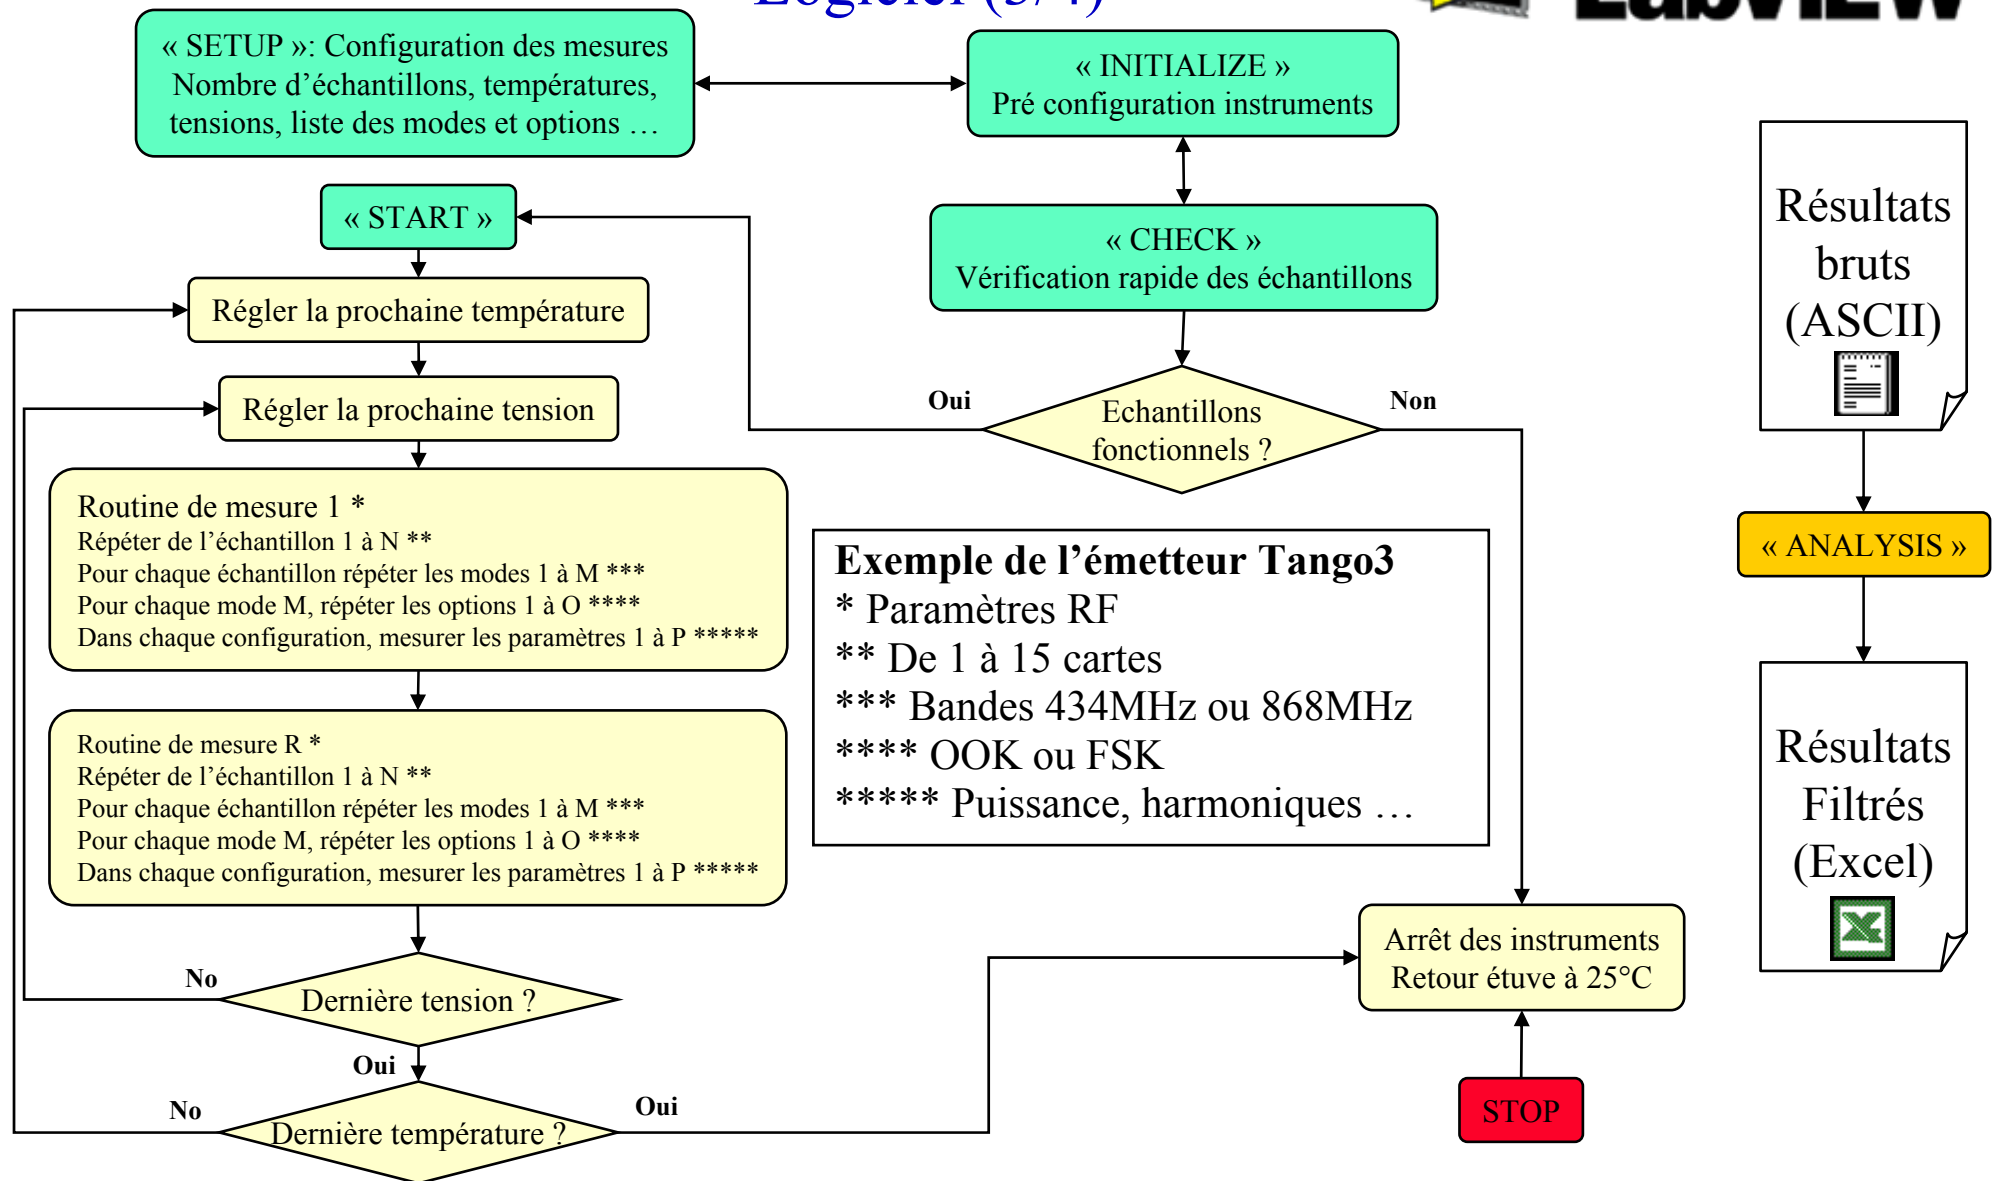 Logiciel (3/4)
LabVIEW
« SETUP »: Configuration des mesures
Nombre d’échantillons, températures,
tensions, liste des modes et options …
« INITIALIZE »
Pré configuration instruments
« START »
« CHECK »
Vérification rapide des échantillons
Régler la prochaine température
Régler la prochaine tension
Oui
Echantillons
fonctionnels ?
Non
Routine de mesure 1 *
Répéter de l’échantillon 1 à N **
Pour chaque échantillon répéter les modes 1 à M ***
Pour chaque mode M, répéter les options 1 à O ****
Dans chaque configuration, mesurer les paramètres 1 à P *****
Routine de mesure R *
Répéter de l’échantillon 1 à N **
Pour chaque échantillon répéter les modes 1 à M ***
Pour chaque mode M, répéter les options 1 à O ****
Dans chaque configuration, mesurer les paramètres 1 à P *****
Exemple de l’émetteur Tango3
* Paramètres RF
** De 1 à 15 cartes
*** Bandes 434MHz ou 868MHz
**** OOK ou FSK
***** Puissance, harmoniques …
No
Dernière tension ?
Oui
No
Dernière température ?
Oui
Arrêt des instruments
Retour étuve à 25°C
STOP
Résultats
bruts
(ASCII)
« ANALYSIS »
Résultats
Filtrés
(Excel)